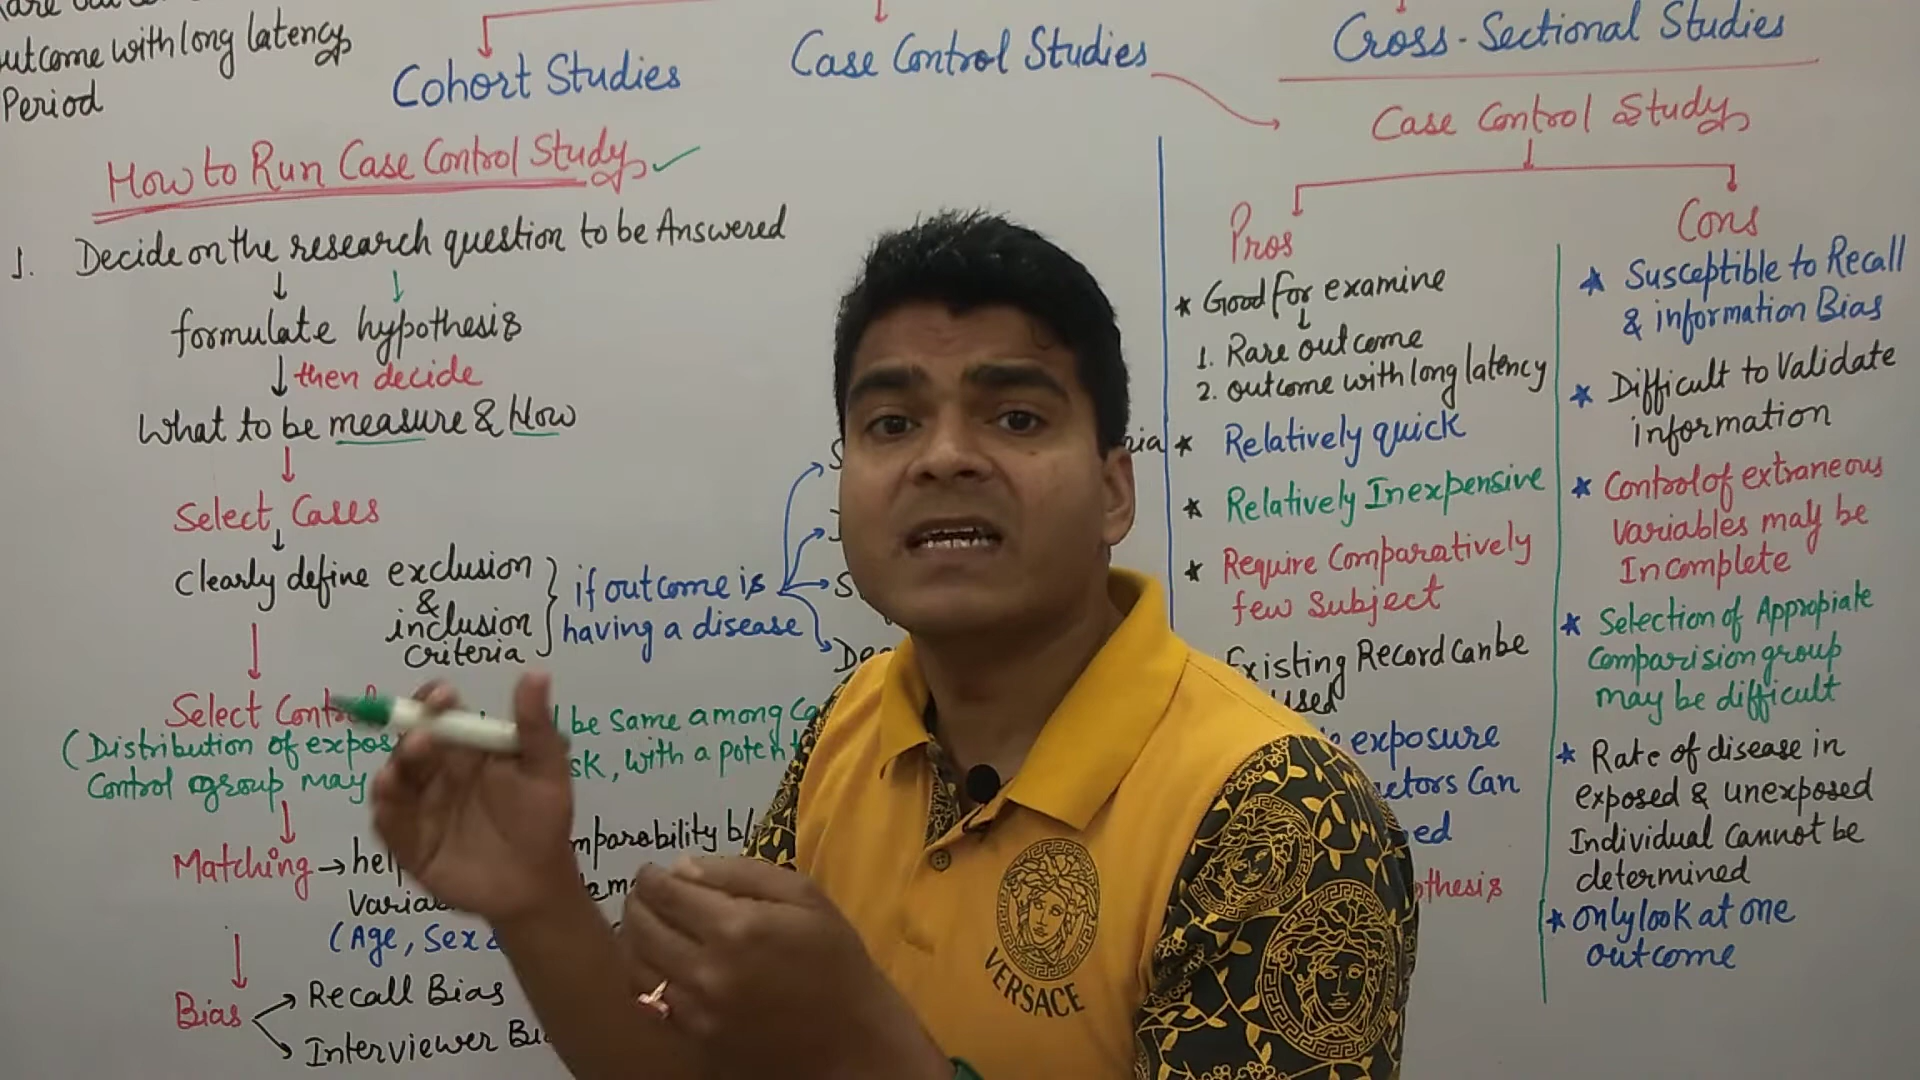 outcome with long latency
Period
Cohort Studies
Case Control Studies
Cross-Sectional Studies
How to Run Case Control Study
1. Decide on the research question to be Answered
formulate hypothesis
then decide
What to be measure & How
Select Cases
Clearly define exclusion
&
inclusion
criteria
if outcome is
having a disease
Select
(Distribution of
be same among
Control group may
with a
Matching
(Age, Sex &
Bias
Recall Bias
Interviewer
Case Control Study
Pros
* Good for examine
1. Rare outcome
2. outcome with long latency
* Relatively quick
* Relatively Inexpensive
* Require Comparatively
few Subject
Existing Record Can be
used
exposure
Can
Cons
* Susceptible to Recall
& information Bias
* Difficult to Validate
information
* Control of extraneous
Variables may be
Incomplete
* Selection of Appropiate
Comparision group
may be difficult
* Rate of disease in
exposed & unexposed
Individual Cannot be
determined
* only look at one
outcome
VERSACE